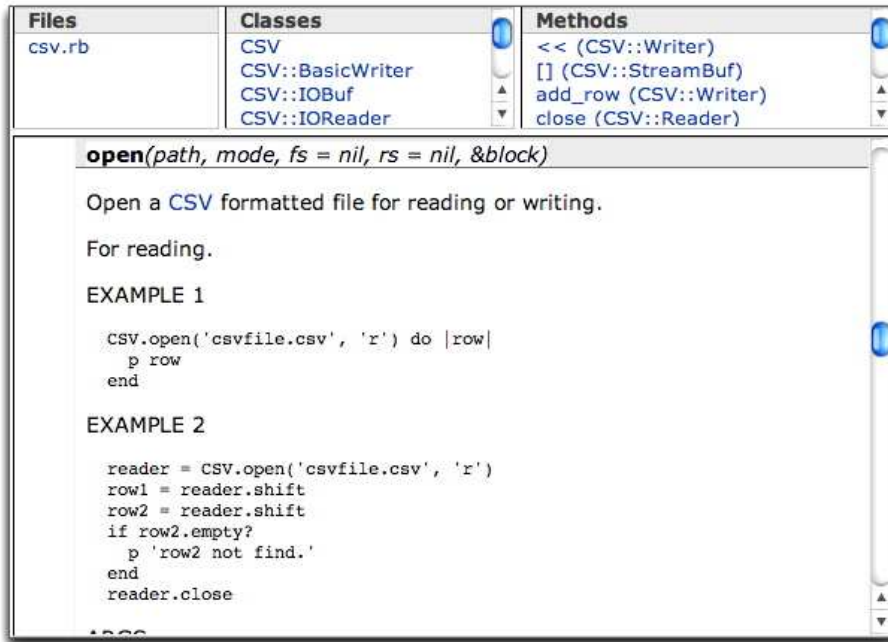 Files
csv.rb
Classes
CSV
CSV::BasicWriter
CSV::IOBuf
CSV::IOReader
Methods
<< (CSV::Writer)
[] (CSV::StreamBuf)
add_row (CSV::Writer)
close (CSV::Reader)
open(path, mode, fs = nil, rs = nil, &block)
Open a CSV formatted file for reading or writing.
For reading.
EXAMPLE 1
CSV.open('csvfile.csv', 'r') do |row|
p row
end
EXAMPLE 2
reader = CSV.open('csvfile.csv', 'r')
row1 = reader.shift
row2 = reader.shift
if row2.empty?
p 'row2 not find.'
end
reader.close